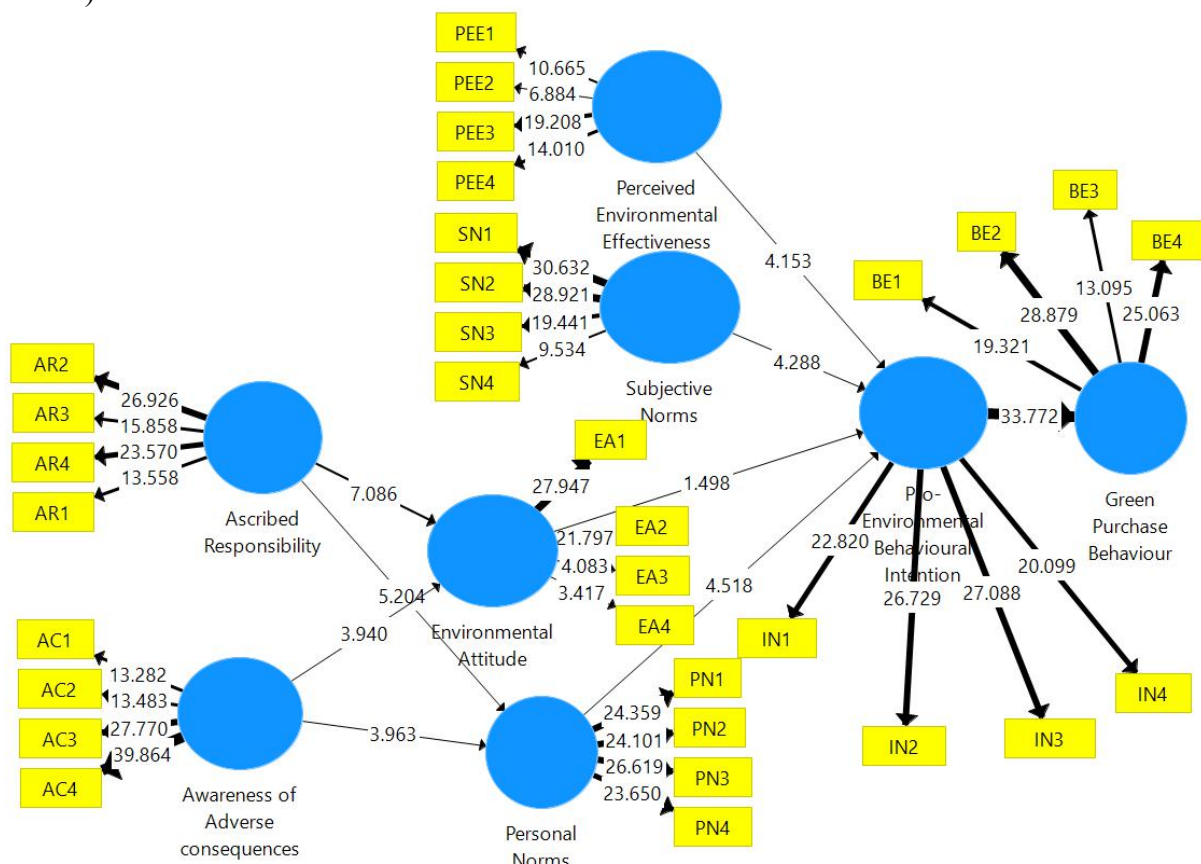 )
PEE1
10.665
PEE2
6.884
PEE3
19.208
PEE4
14.010
Perceived
Environmental
Effectiveness
SN1
30.632
SN2
28.921
SN3
19.441
SN4
9.534
Subjective
Norms
4.153
4.288
BE1
BE2
BE3
BE4
19.321
28.879
13.095
25.063
33.772
Green
Purchase
Behaviour
AR2
26.926
AR3
15.858
AR4
23.570
AR1
13.558
Ascribed
Responsibility
7.086
5.204
EA1
27.947
21.797
EA2
4.083
EA3
3.417
EA4
Environmental
Attitude
1.498
4.518
Pro-
Environmental
Behavioural
Intention
22.820
26.729
27.088
20.099
IN1
IN2
IN3
IN4
AC1
13.282
AC2
13.483
AC3
27.770
AC4
39.864
Awareness of
Adverse
consequences
3.940
3.963
PN1
24.359
PN2
24.101
PN3
26.619
PN4
23.650
Personal
Norms